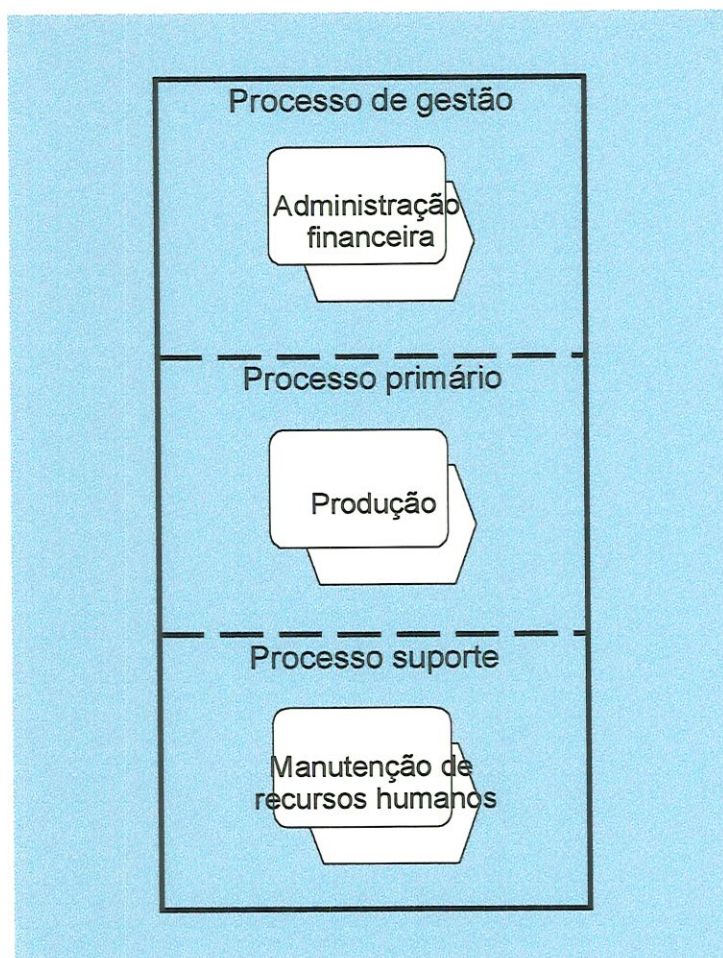 Processo de gestão
Administração
financeira
Processo primário
Produção
Processo suporte
Manutenção de
recursos humanos